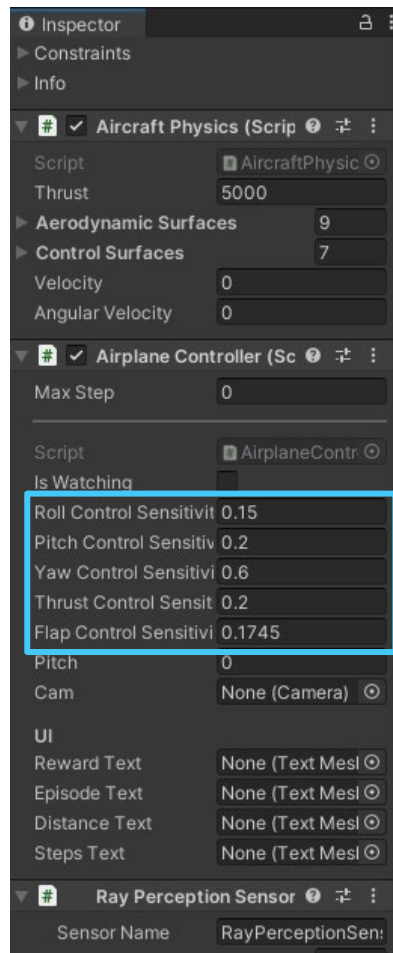 Inspector
Constraints
Info
# Aircraft Physics (Scrip
Script AircraftPhysic
Thrust 5000
Aerodynamic Surfaces 9
Control Surfaces 7
Velocity 0
Angular Velocity 0
# Airplane Controller (Sc
Max Step 0
Script AirplaneContr
Is Watching
Roll Control Sensitivit 0.15
Pitch Control Sensitiv 0.2
Yaw Control Sensitivi 0.6
Thrust Control Sensit 0.2
Flap Control Sensitivi 0.1745
Pitch 0
Cam None (Camera)
UI
Reward Text None (Text Mesl
Episode Text None (Text Mesl
Distance Text None (Text Mesl
Steps Text None (Text Mesl
# Ray Perception Sensor
Sensor Name RayPerceptionSen